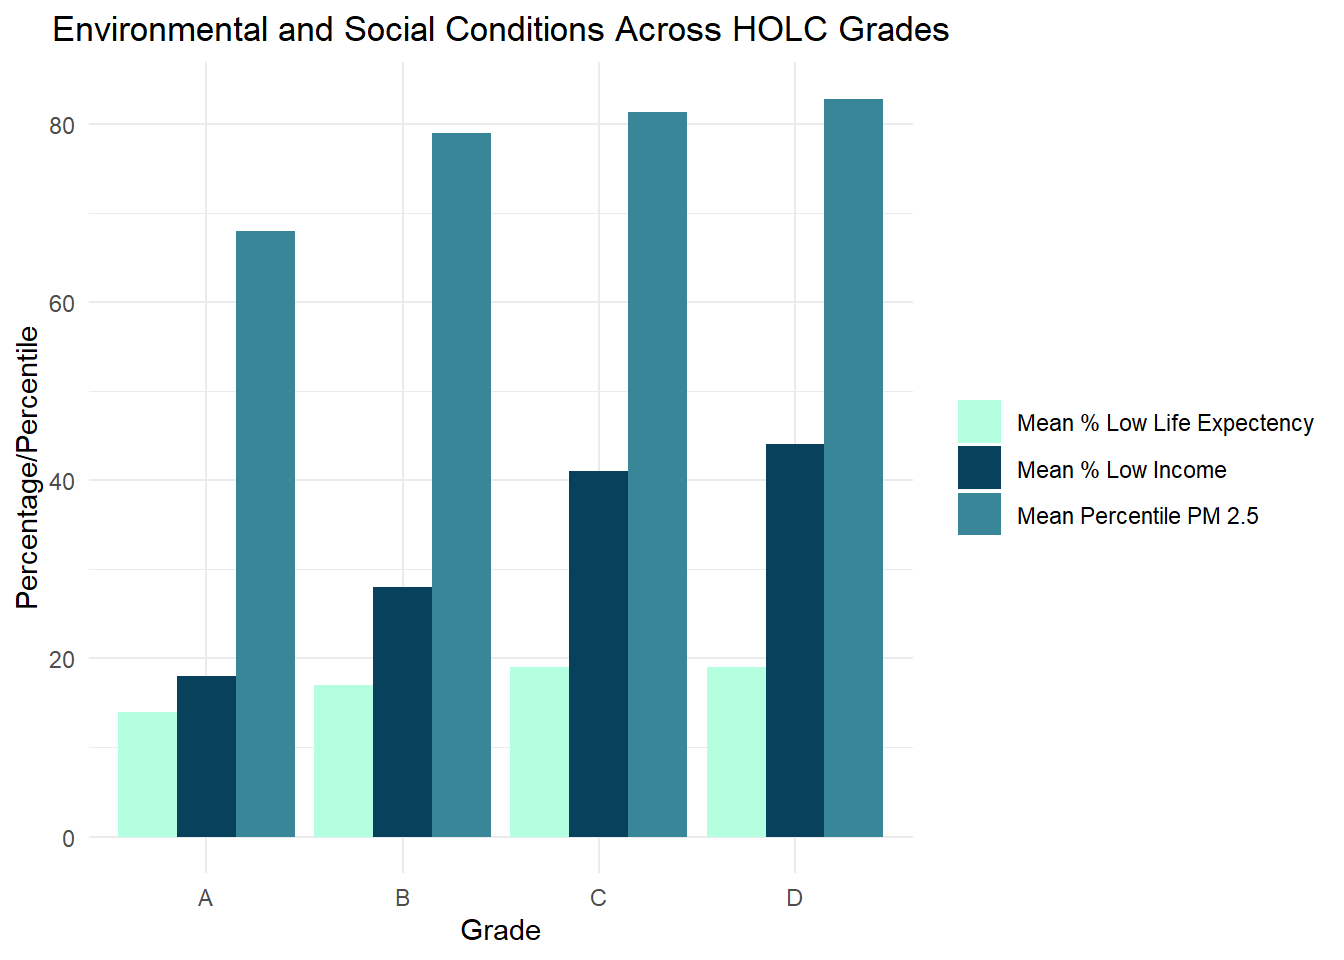 Environmental and Social Conditions Across HOLC Grades
Percentage/Percentile
80
60
40
20
0
A B C D
Grade
Mean % Low Life Expectency
Mean % Low Income
Mean Percentile PM 2.5